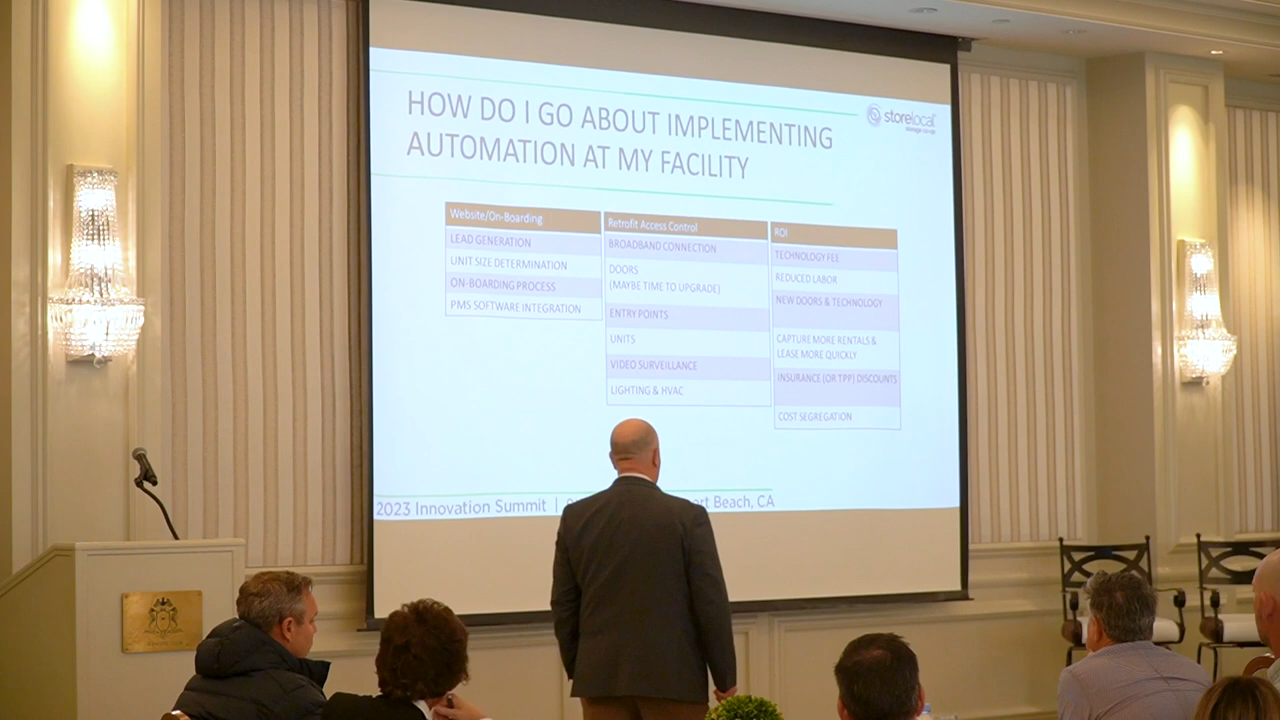 HOW DO I GO ABOUT IMPLEMENTING
AUTOMATION AT MY FACILITY
storelocal
storage co-op
Website/On-Boarding
LEAD GENERATION
UNIT SIZE DETERMINATION
ON-BOARDING PROCESS
PMS SOFTWARE INTEGRATION
Retrofit Access Control
BROADBAND CONNECTION
DOORS
(MAYBE TIME TO UPGRADE)
ENTRY POINTS
UNITS
VIDEO SURVEILLANCE
LIGHTING & HVAC
ROI
TECHNOLOGY FEE
REDUCED LABOR
NEW DOORS & TECHNOLOGY
CAPTURE MORE RENTALS &
LEASE MORE QUICKLY
INSURANCE (OR TPP) DISCOUNTS
COST SEGREGATION
2023 Innovation Summit | Beach, CA